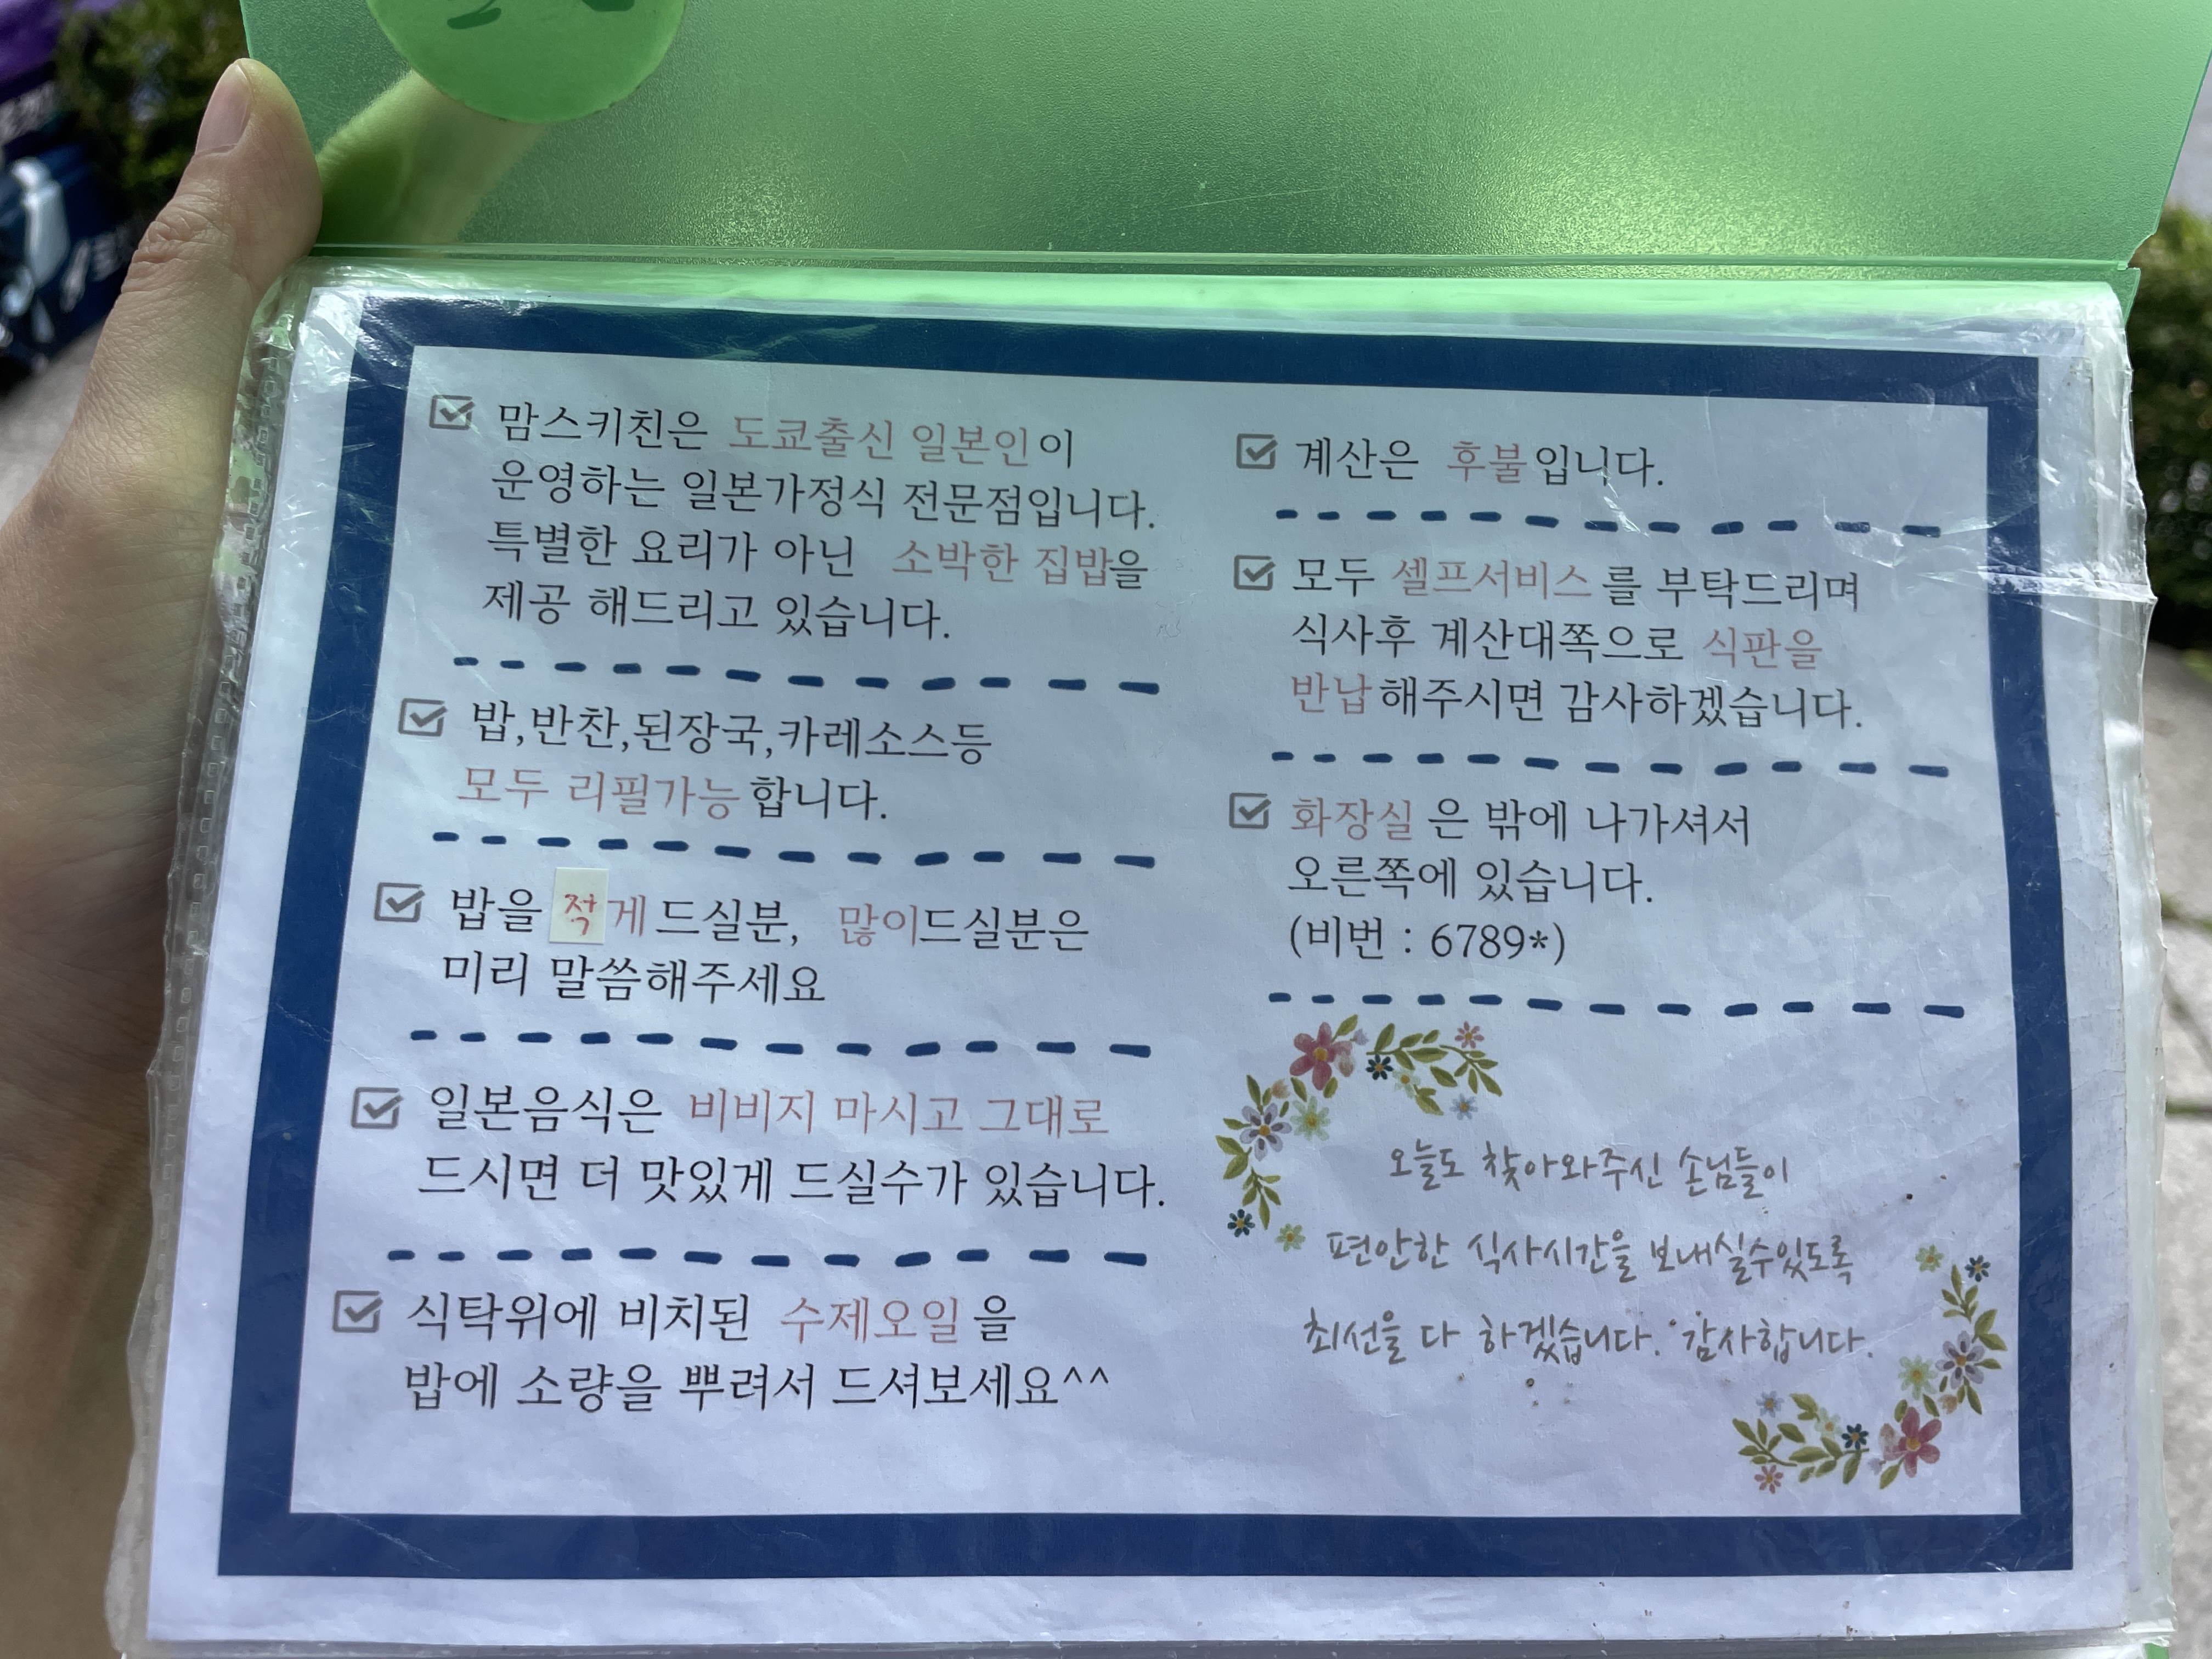 맘스키친은 도쿄출신 일본인이
운영하는 일본가정식 전문점입니다.
특별한 요리가 아닌 소박한 집밥을
제공 해드리고 있습니다.
밥,반찬,된장국,카레소스등
모두 리필가능합니다.
밥을 적게 드실분, 많이드실분은
미리 말씀해주세요
일본음식은 비비지 마시고 그대로
드시면 더 맛있게 드실수가 있습니다.
식탁위에 비치된 수제오일을
밥에 소량을 뿌려서 드셔보세요^^
계산은 후불입니다.
모두 셀프서비스를 부탁드리며
식사후 계산대쪽으로 식판을
반납해주시면 감사하겠습니다.
화장실은 밖에 나가셔서
오른쪽에 있습니다.
(비번 : 6789*)
오늘도 찾아와주신 손님들이
편안한 식사시간을 보내실수있도록
최선을 다 하겠습니다. 감사합니다.